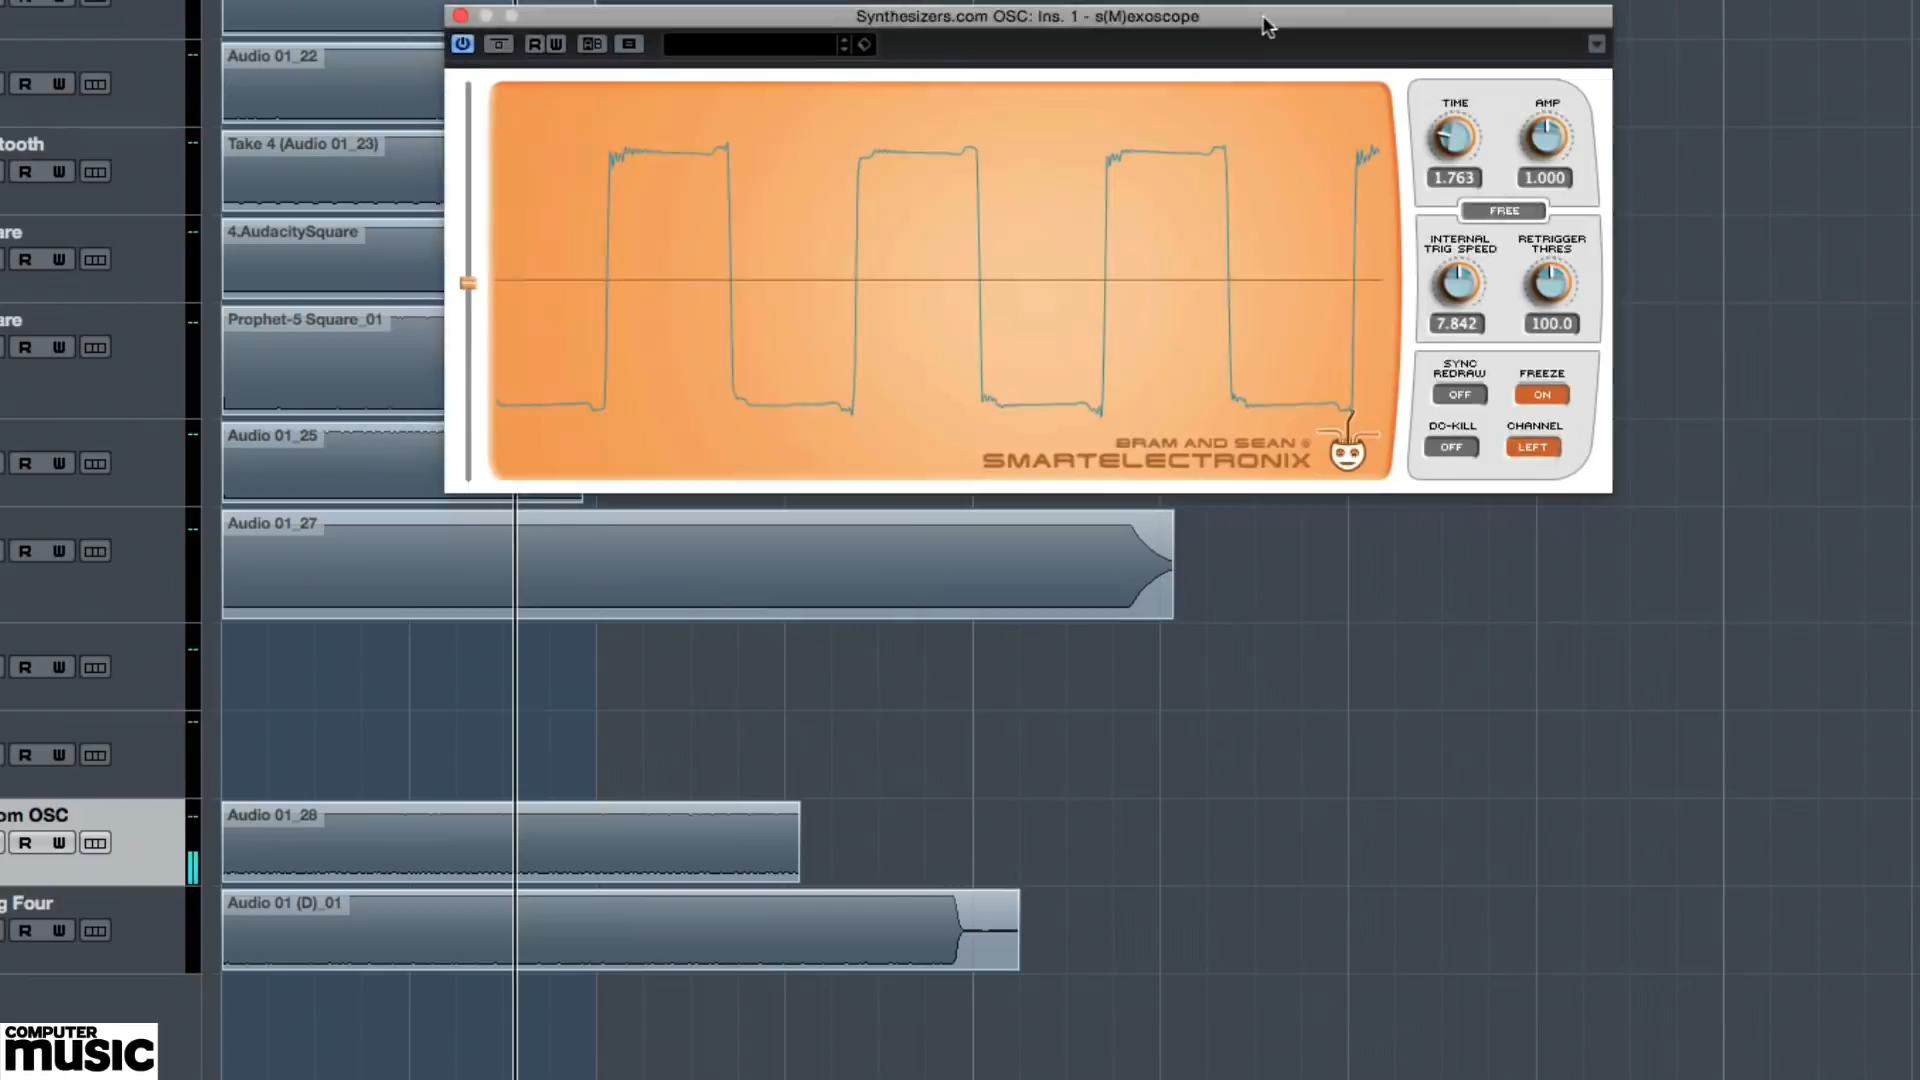 Synthesizers.com OSC: Ins. 1 - s(M)exoscope
R W
Audio 01_22
R W
tooth
Take 4 (Audio 01_23)
R W
are
4.AudacitySquare
R W
are
Prophet-5 Square_01
R W
Audio 01_25
R W
Audio 01_27
R W
R W
R W
om OSC
Audio 01_28
R W
g Four
Audio 01 (D)_01
R W
TIME AMP
1.763 1.000
FREE
INTERNAL TRIG SPEED
RETRIGGER THRES
7.842 100.0
SYNC REDRAW
FREEZE
OFF ON
DC-KILL CHANNEL
OFF LEFT
BRAM AND SEAN
SMARTELECTRONIX
COMPUTER
music